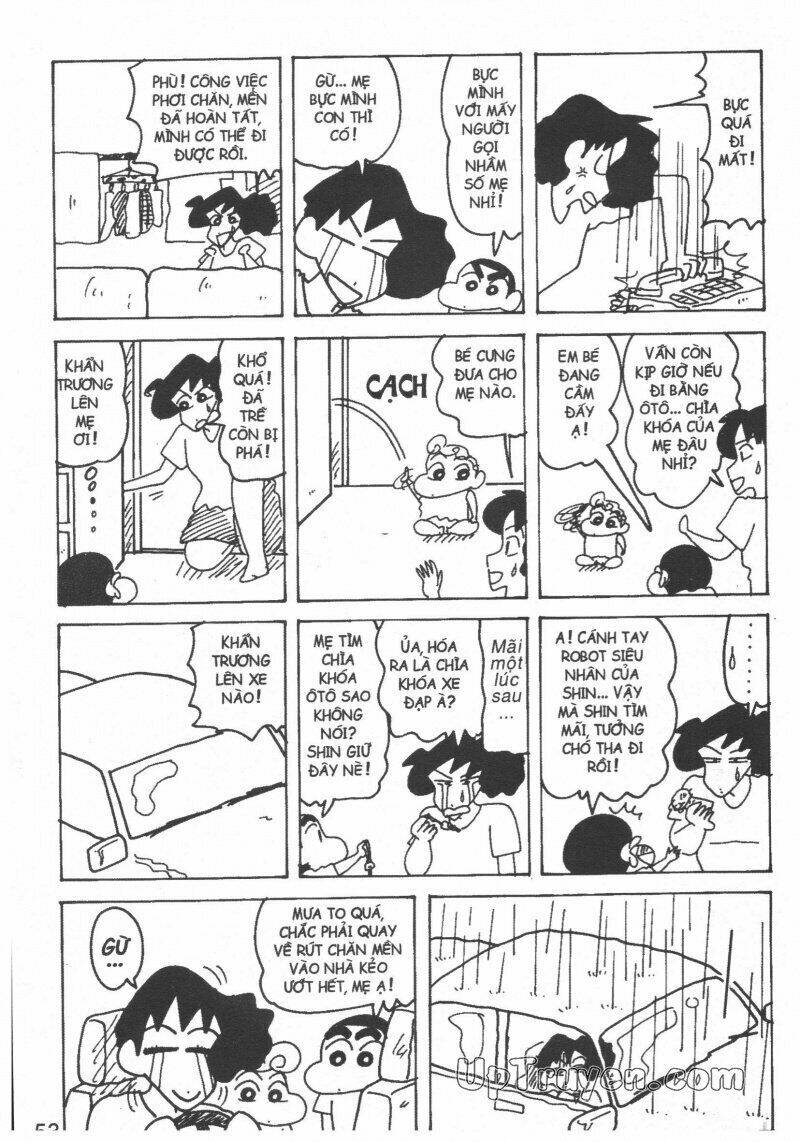 BỰC
QUÁ
ĐI
MẤT!
BỰC
MÌNH
VỚI MẤY
NGƯỜI
GỌI
NHẦM
SỐ MẸ
NHỈ!
GỪ... MẸ
BỰC MÌNH
CON THÌ
CÓ!
PHÙ! CÔNG VIỆC
PHƠI CHĂN, MỀN
ĐÃ HOÀN TẤT,
MÌNH CÓ THỂ ĐI
ĐƯỢC RỒI.
VẪN CÒN
KỊP GIỜ NẾU
ĐI BẰNG
ÔTÔ... CHÌA
KHÓA CỦA
MẸ ĐÂU
NHỈ?
EM BÉ
ĐANG
CẦM
ĐẤY
Ạ!
BÉ CƯNG
ĐƯA CHO
MẸ NÀO.
CẠCH
KHỔ
QUÁ!
ĐÃ
TRỄ
CÒN BỊ
PHÁ!
KHẨN
TRƯƠNG
LÊN
MẸ
ƠI!
......
A! CÁNH TAY
ROBOT SIÊU
NHÂN CỦA
SHIN... VẬY
MÀ SHIN TÌM
MÃI, TƯỞNG
CHÓ THA ĐI
RỒI!
Mãi
một
lúc
sau
...
ỦA, HÓA
RA LÀ CHÌA
KHÓA XE
ĐẠP À?
MẸ TÌM
CHÌA KHÓA
ÔTÔ SAO
KHÔNG
NÓI?
SHIN GIỮ
ĐÂY NÈ!
KHẨN
TRƯƠNG
LÊN XE
NÀO!
MƯA TO QUÁ,
CHẮC PHẢI QUAY
VỀ RÚT CHĂN MỀN
VÀO NHÀ KẺO
ƯỚT HẾT, MẸ Ạ!
GỪ
...
UpTruyen.com